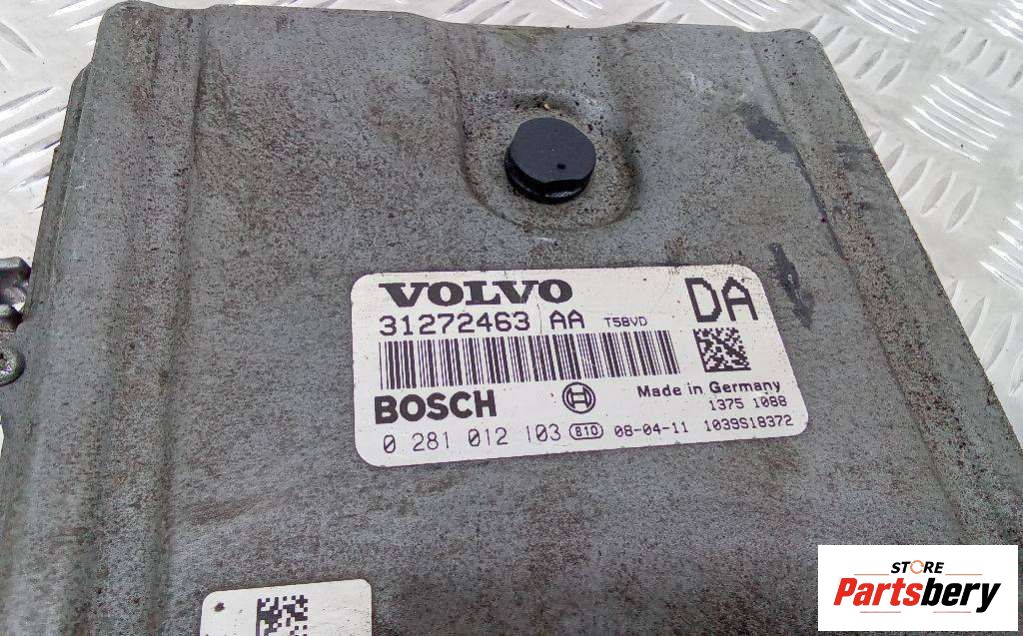 VOLVO
DA
31272463 AA T58VD
BOSCH
Made in Germany
1375 1088
0 281 012 103 B10 08-04-11 1039S18372
STORE
Partsbery